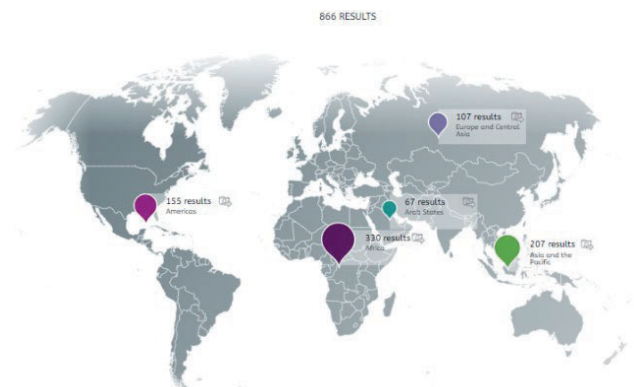 866 RESULTS
107 results
Europe and Central
Asia
155 results
Americas
67 results
Arab States
330 results
Africa
207 results
Asia and the
Pacific